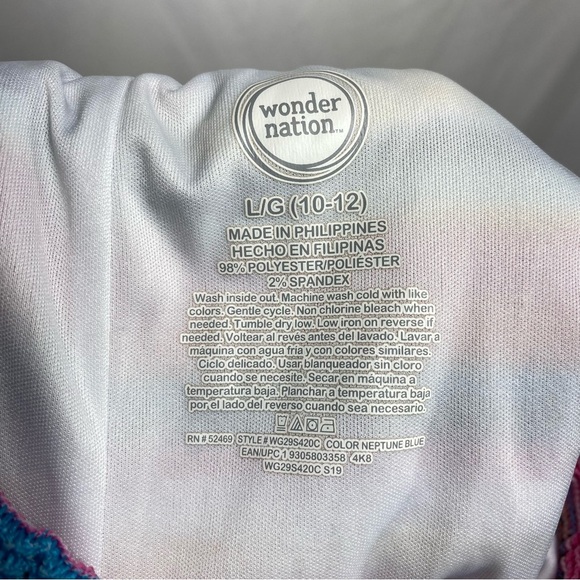 wonder
nation™
L/G (10-12)
MADE IN PHILIPPINES
HECHO EN FILIPINAS
98% POLYESTER/POLIÉSTER
2% SPANDEX
Wash inside out. Machine wash cold with like
colors. Gentle cycle. Non chlorine bleach when
needed. Tumble dry low. Low iron on reverse if
needed. Voltear al revés antes del lavado. Lavar a
máquina con agua fría y con colores similares.
Ciclo delicado. Usar blanqueador sin cloro
cuando se necesite. Secar en máquina a
temperatura baja. Planchar a temperatura baja
por el lado del reverso cuando sea necesario.
RN # 52469 STYLE # WG29S420C COLOR NEPTUNE BLUE
EAN/UPC 1 9305803358 4K8
WG29S420C S19